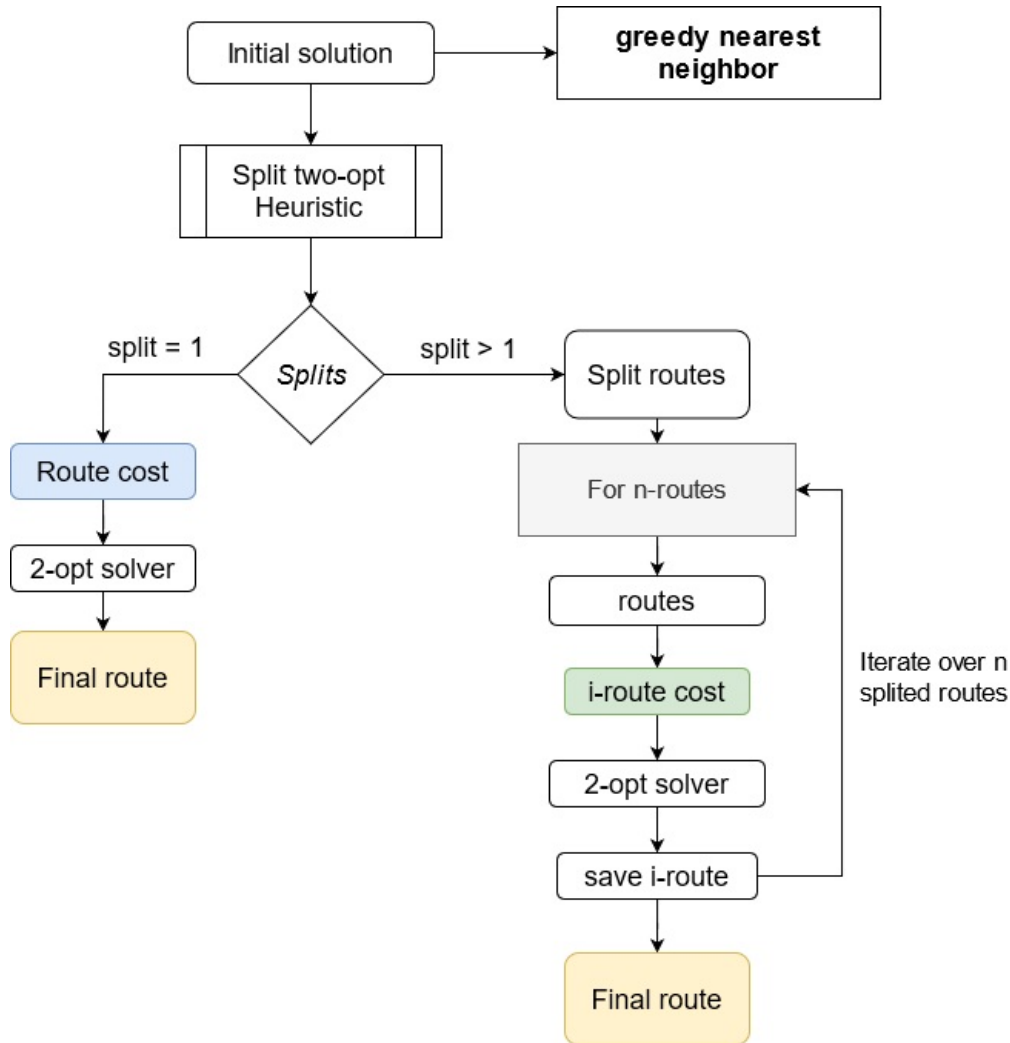 Initial solution
greedy nearest
neighbor
Split two-opt
Heuristic
split = 1
Splits
split > 1
Split routes
Route cost
For n-routes
2-opt solver
routes
Final route
i-route cost
Iterate over n
splited routes
2-opt solver
save i-route
Final route